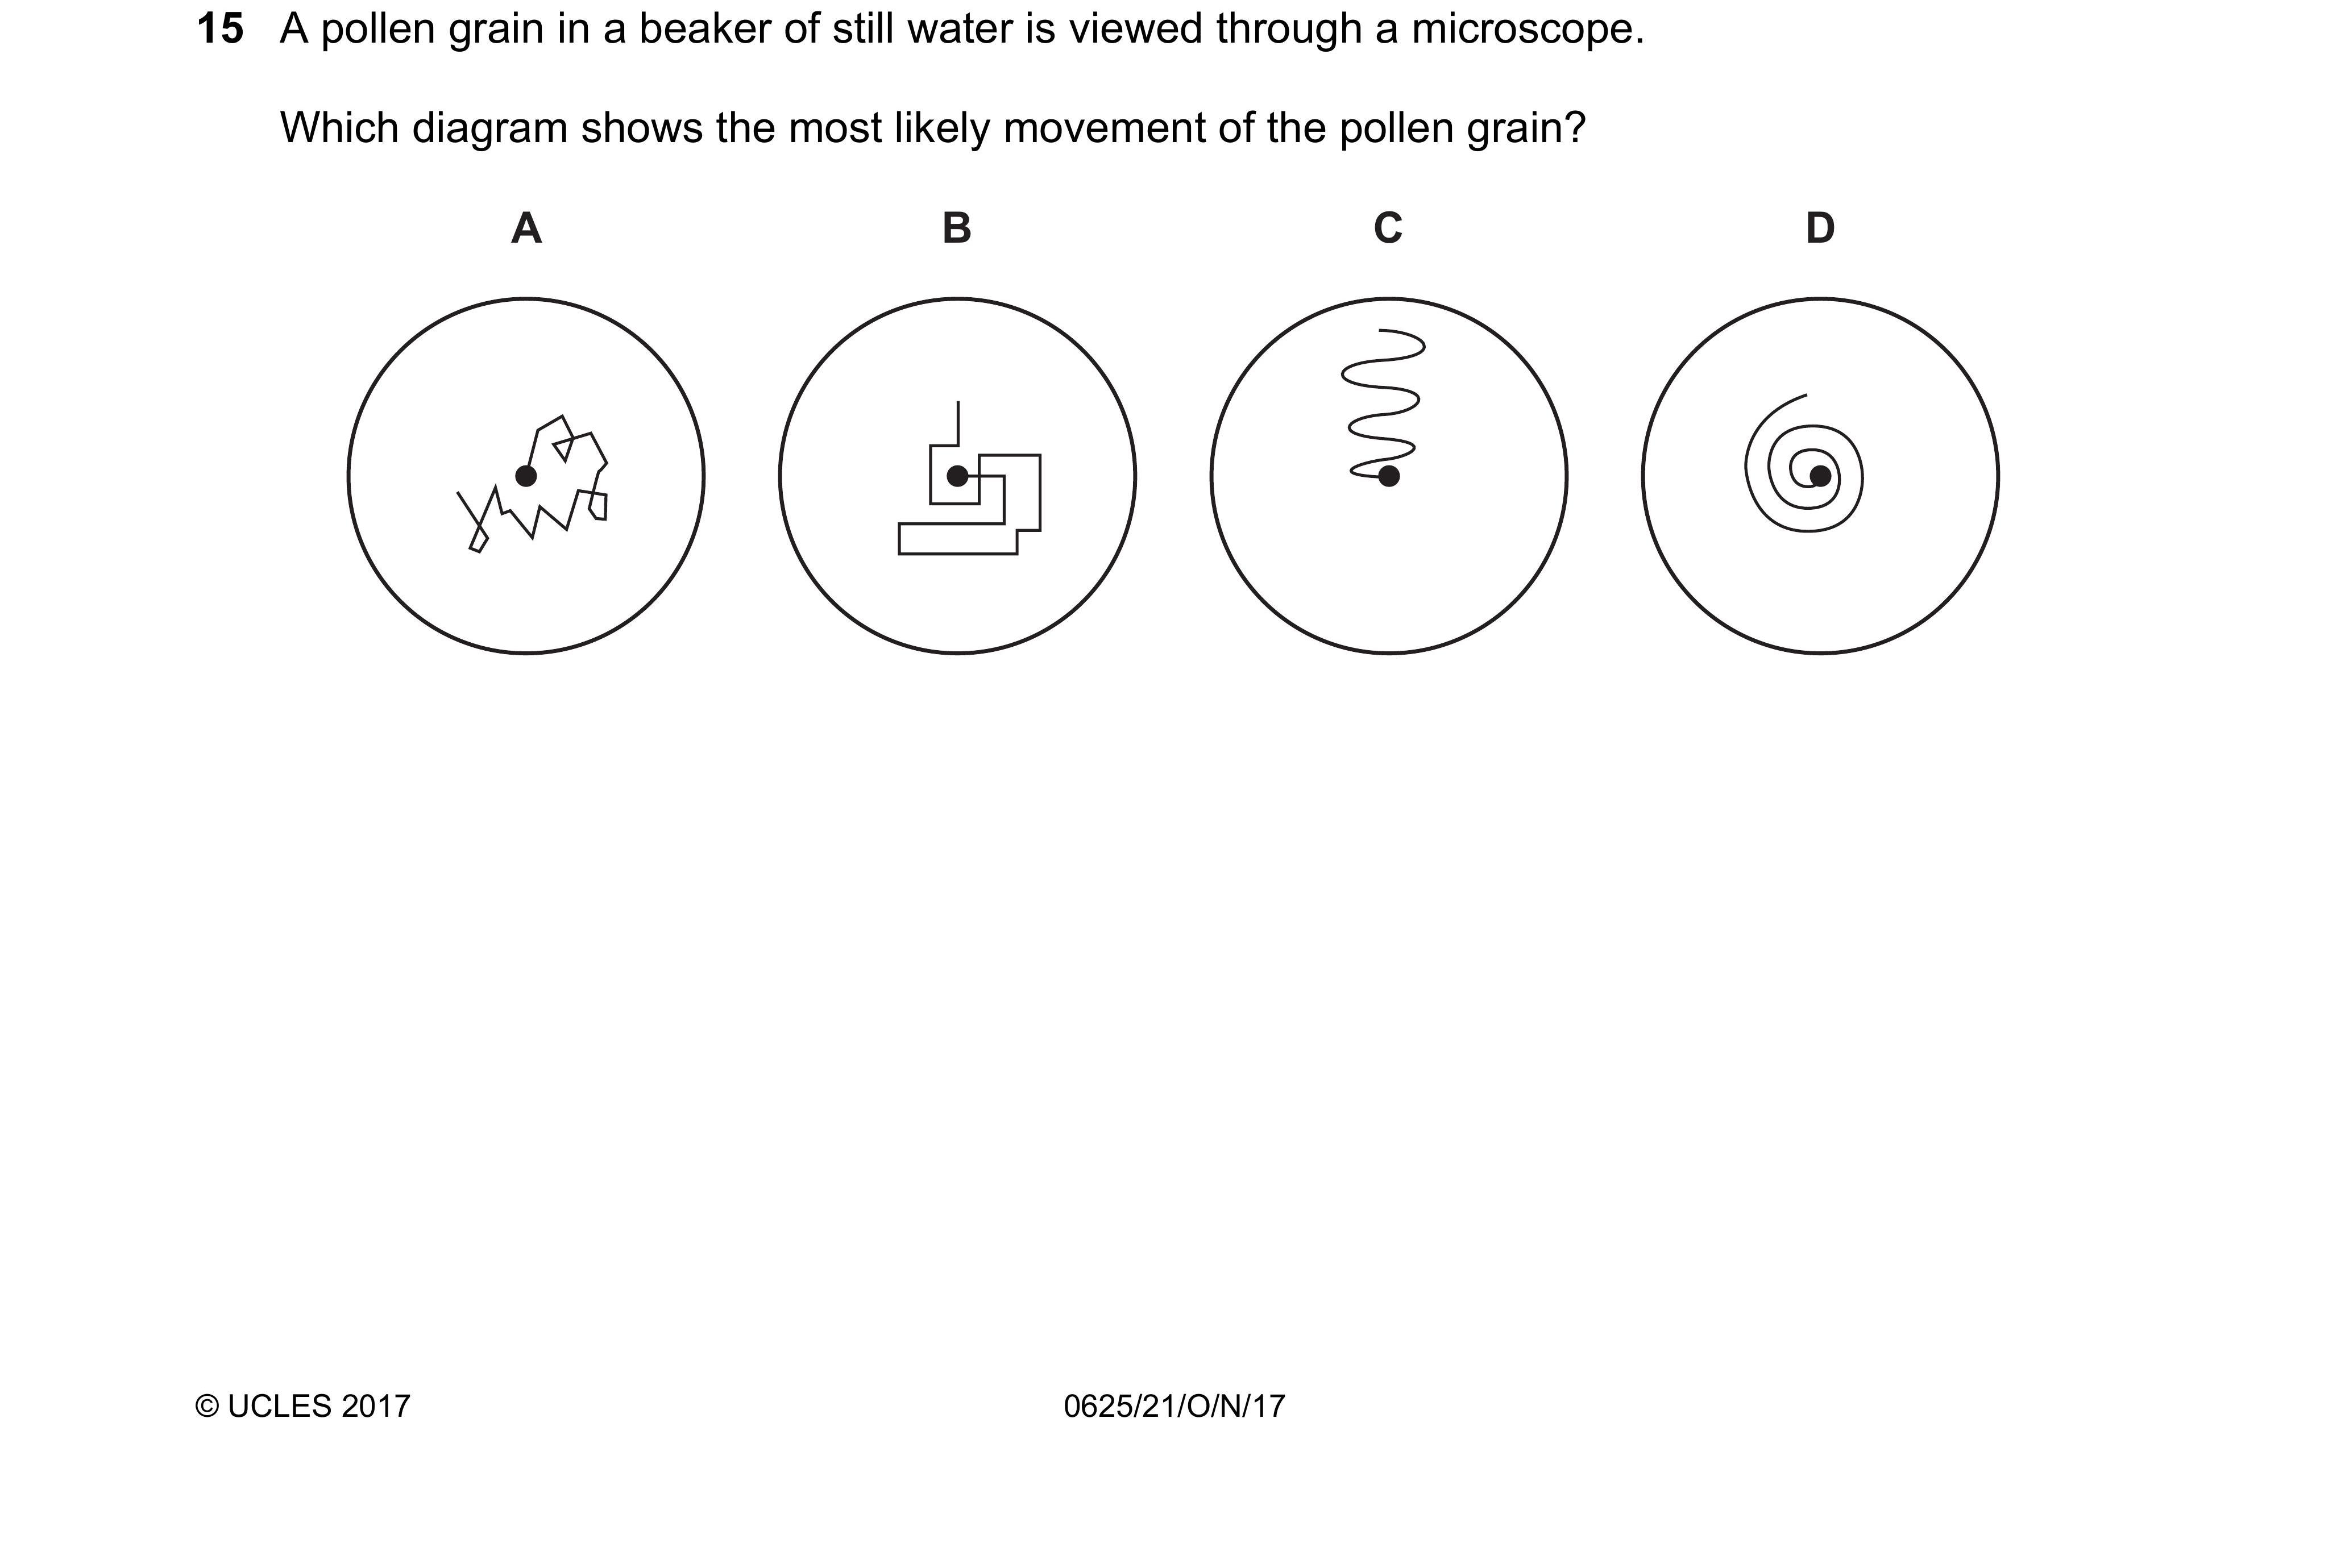 15 A pollen grain in a beaker of still water is viewed through a microscope.
Which diagram shows the most likely movement of the pollen grain?
A B C D
© UCLES 2017 0625/21/O/N/17